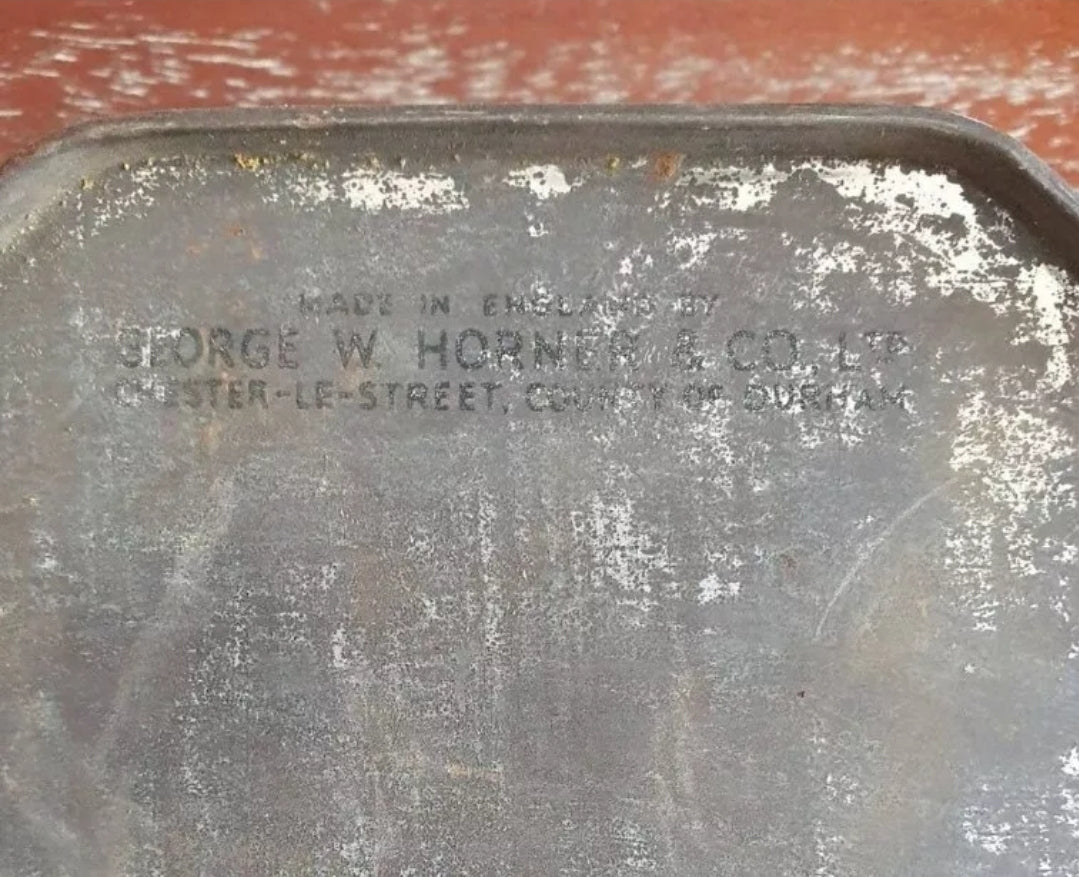 MADE IN ENGLAND BY
GEORGE W. HORNER & CO., LTD
CHESTER-LE-STREET, COUNTY OF DURHAM